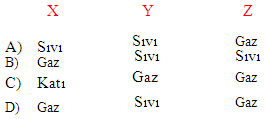 X Y Z
A) Sıvı Sıvı Gaz
B) Gaz Sıvı Sıvı
C) Katı Gaz Gaz
D) Gaz Sıvı Gaz